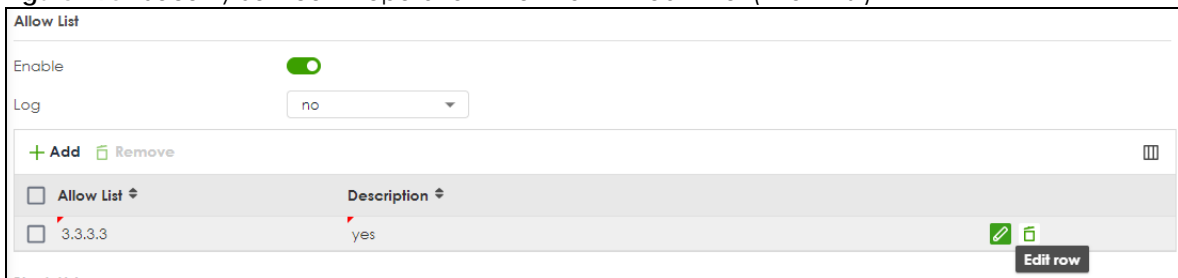 Allow List
Enable
Log no
Add Remove
Allow List Description
3.3.3.3 yes
Edit row